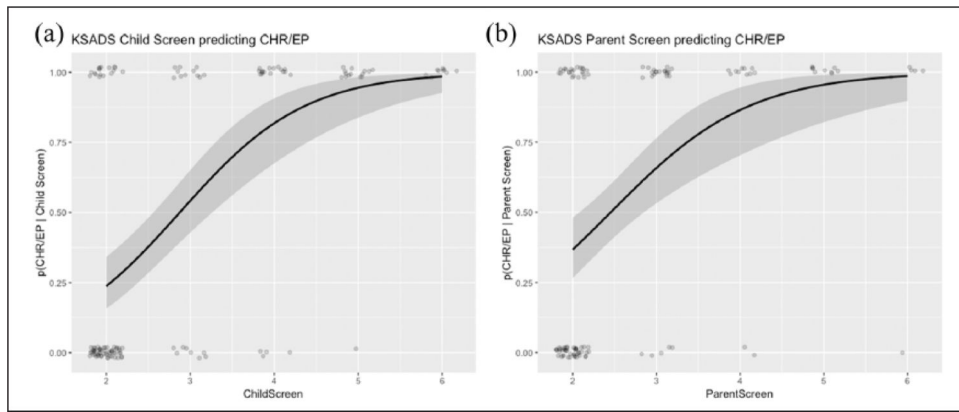 (a) KSADS Child Screen predicting CHR/EP
1.00
0.75
0.50
0.25
0.00
p(CHR/EP | Child Screen)
2 3 4 5 6
ChildScreen
(b) KSADS Parent Screen predicting CHR/EP
1.00
0.75
0.50
0.25
0.00
p(CHR/EP | Parent Screen)
2 3 4 5 6
ParentScreen